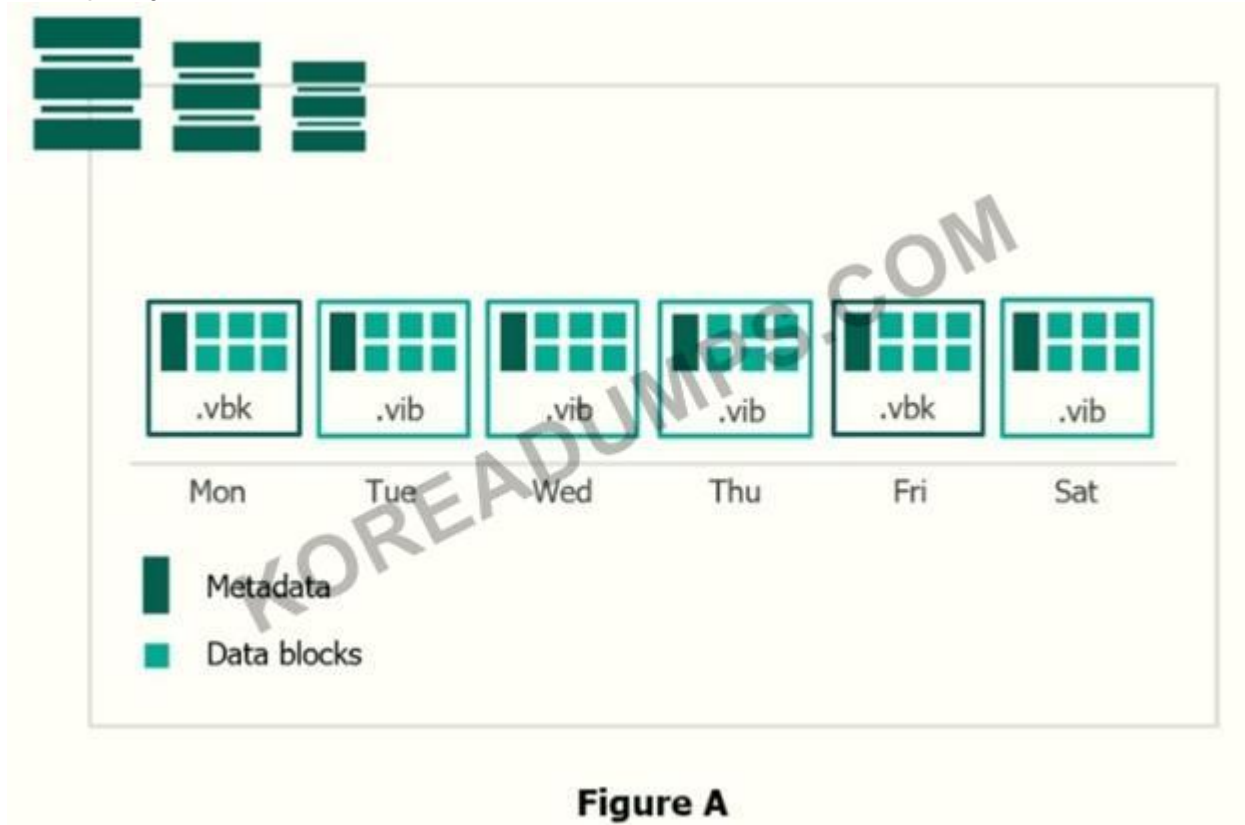 .vbk .vib .vib .vib .vbk .vib
Mon Tue Wed Thu Fri Sat
KOREADUMPS.COM
Metadata
Data blocks
Figure A